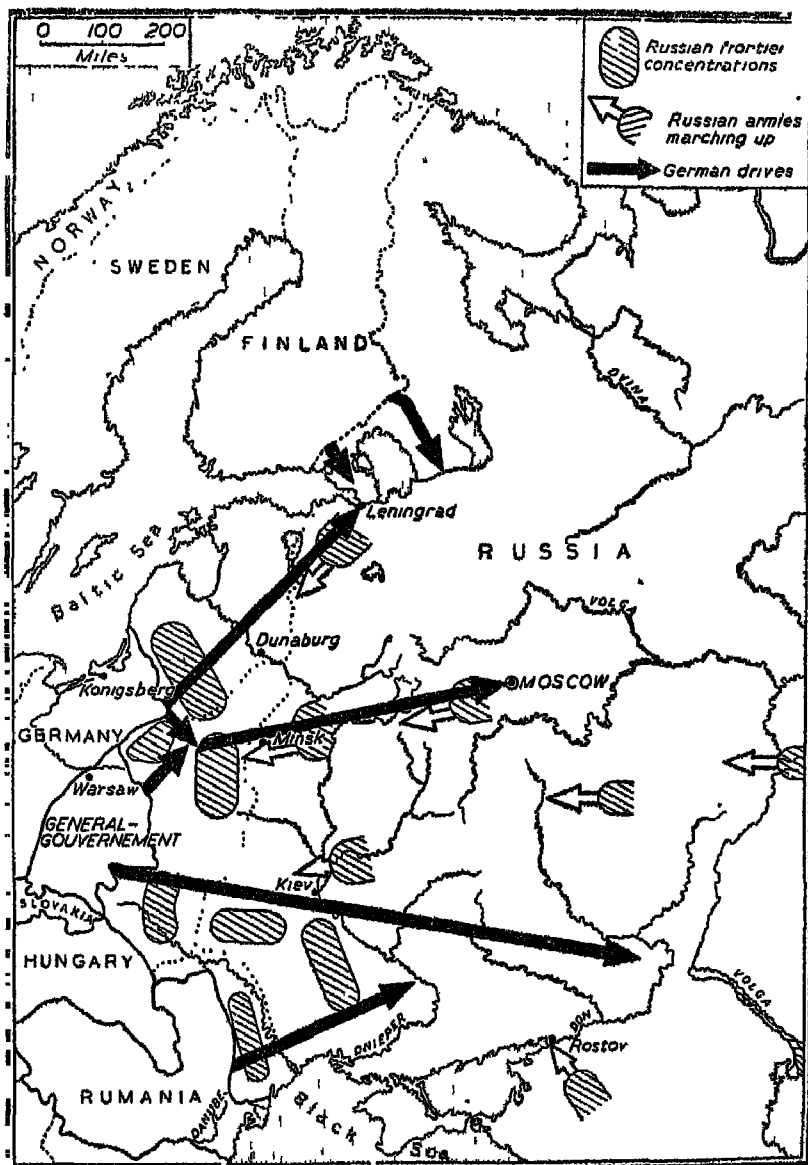 0 100 200
Miles
Russian frontier
concentrations
Russian armies
marching up
German drives
NORWAY
SWEDEN
FINLAND
DVINA
Leningrad
RUSSIA
Baltic Sea
VOLG
Dunaburg
Konigsberg
MOSCOW
GERMANY
Minsk
Warsaw
GENERAL-
GOUVERNEMENT
Kiev
SLOVAKIA
HUNGARY
VOLGA
DNIEPER
DON
Rostov
RUMANIA
DANUBE
Black
Sea